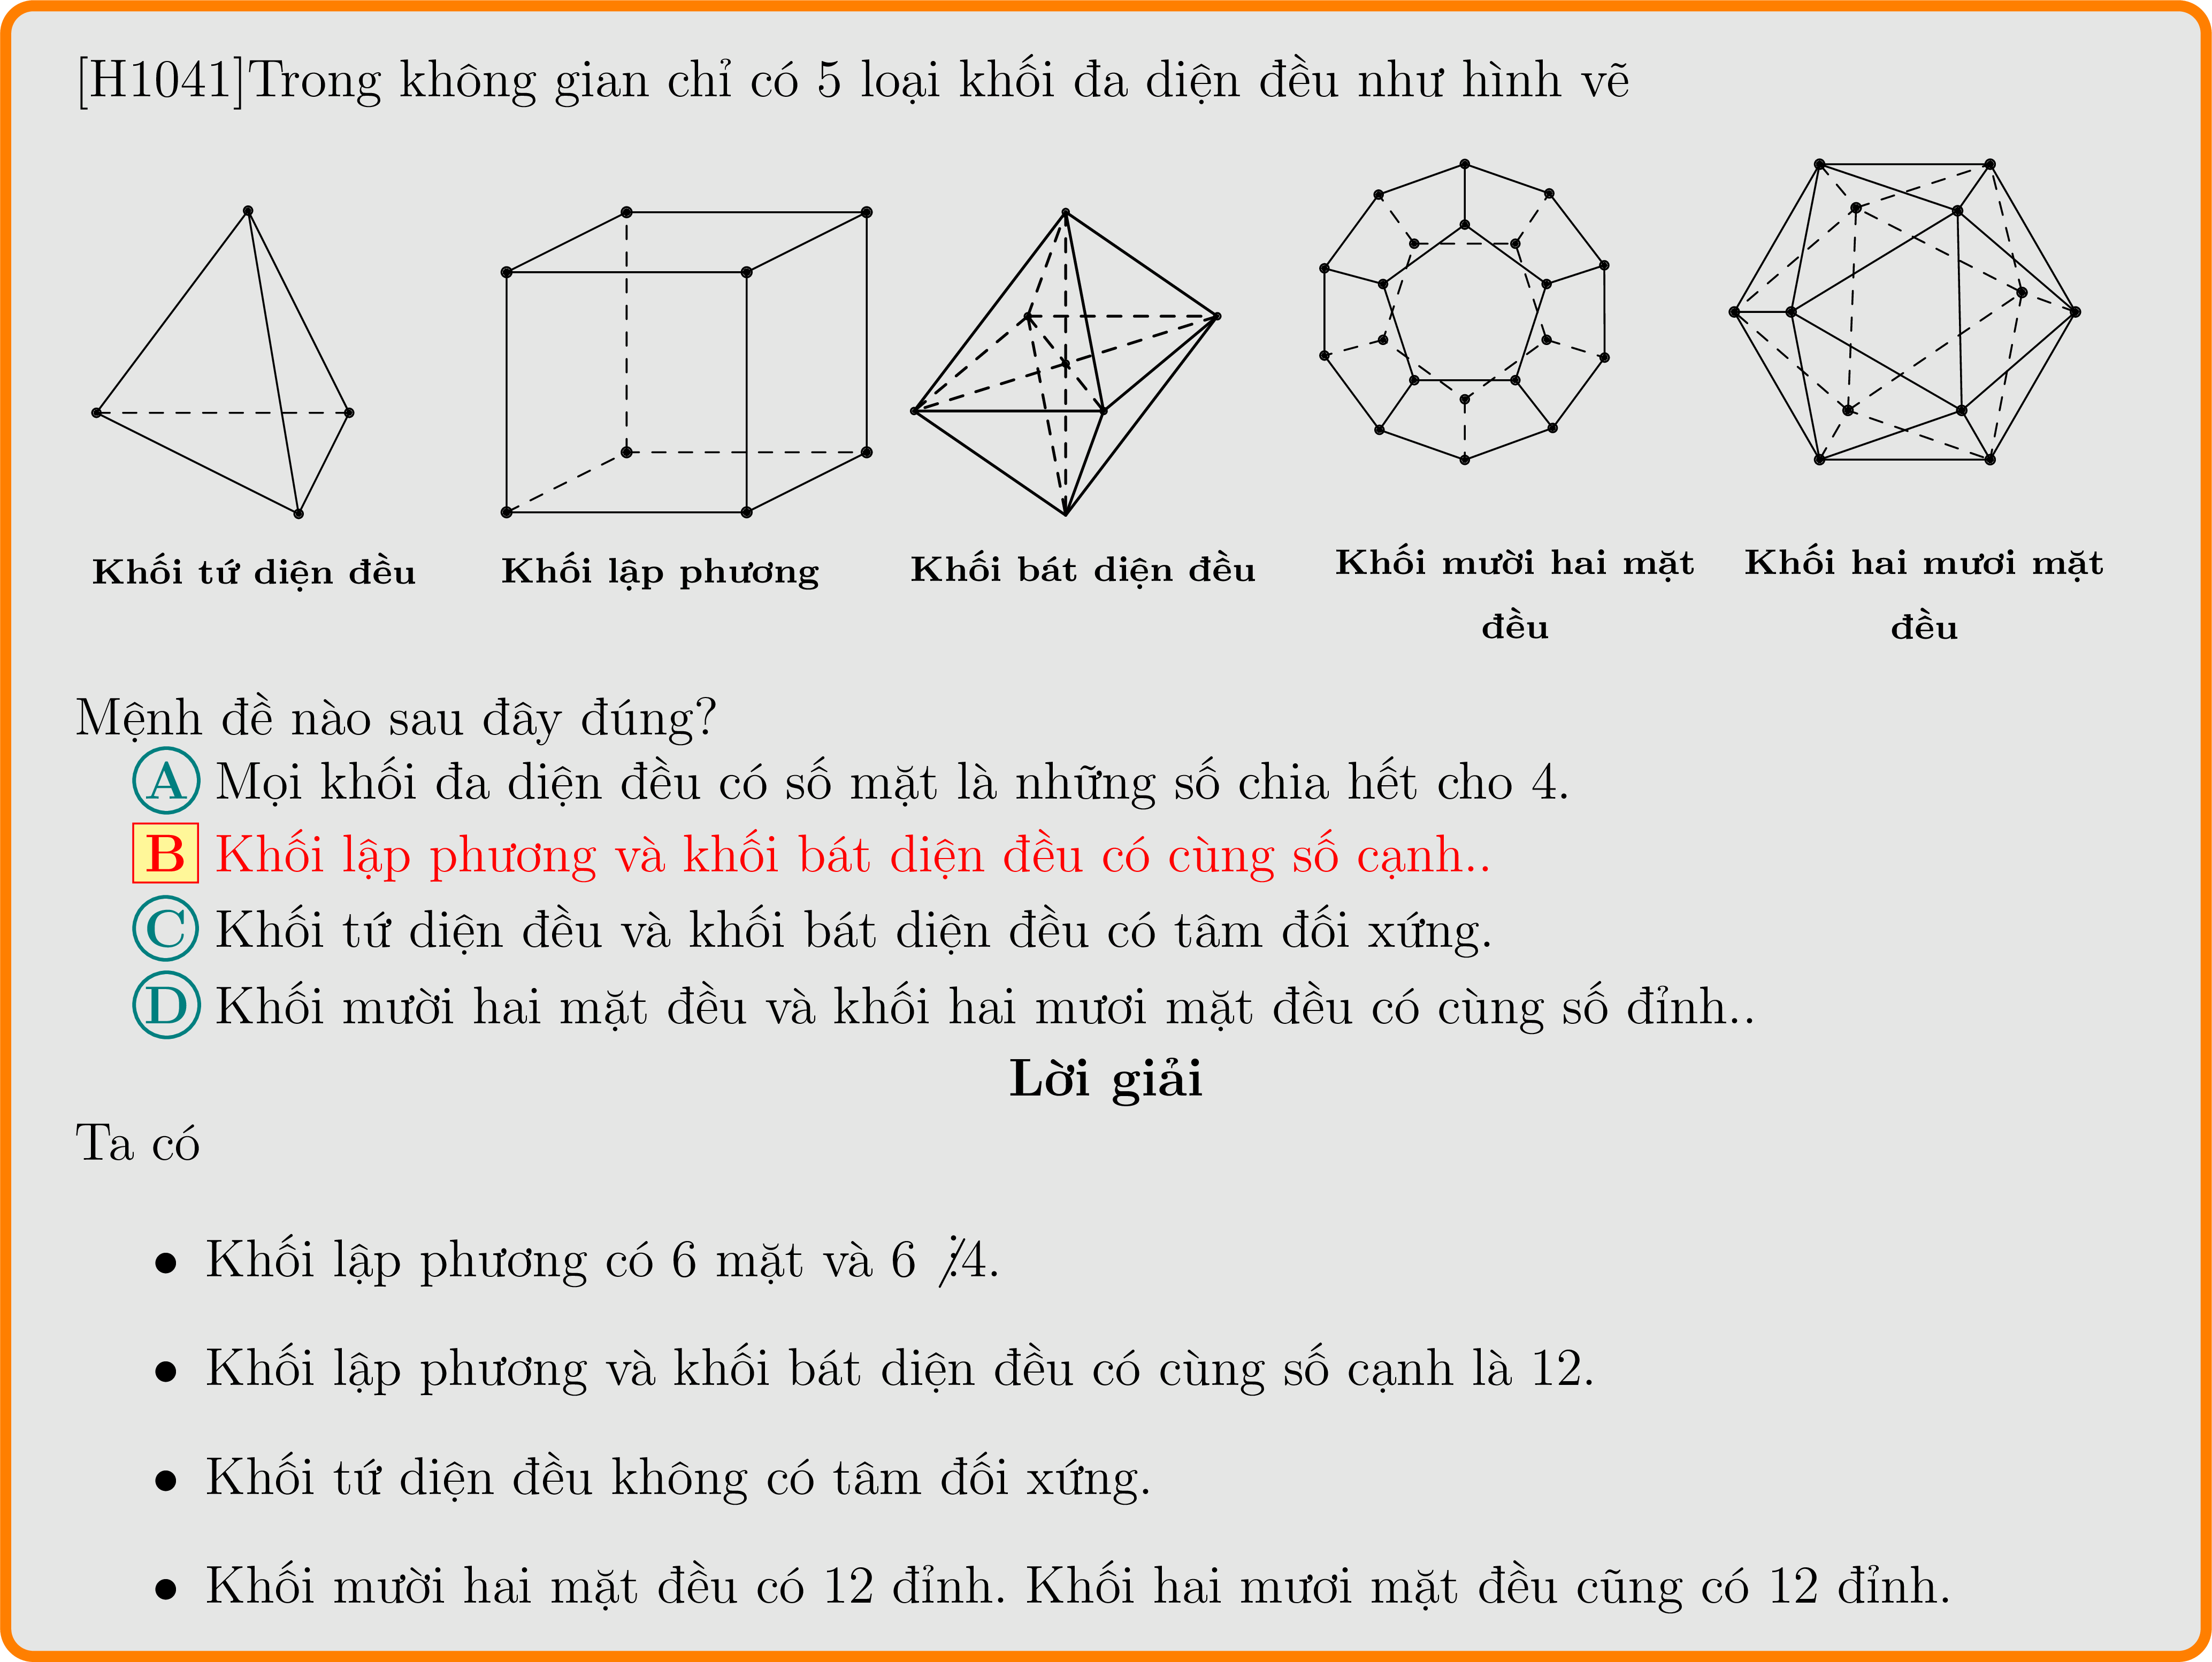 [H1041]Trong không gian chỉ có 5 loại khối đa diện đều như hình vẽ
Khối tứ diện đều
Khối lập phương
Khối bát diện đều
Khối mười hai mặt
đều
Khối hai mươi mặt
đều
Mệnh đề nào sau đây đúng?
A Mọi khối đa diện đều có số mặt là những số chia hết cho 4.
B Khối lập phương và khối bát diện đều có cùng số cạnh..
C Khối tứ diện đều và khối bát diện đều có tâm đối xứng.
D Khối mười hai mặt đều và khối hai mươi mặt đều có cùng số đỉnh..
Lời giải
Ta có
• Khối lập phương có 6 mặt và 6 ⋮̸ 4.
• Khối lập phương và khối bát diện đều có cùng số cạnh là 12.
• Khối tứ diện đều không có tâm đối xứng.
• Khối mười hai mặt đều có 12 đỉnh. Khối hai mươi mặt đều cũng có 12 đỉnh.